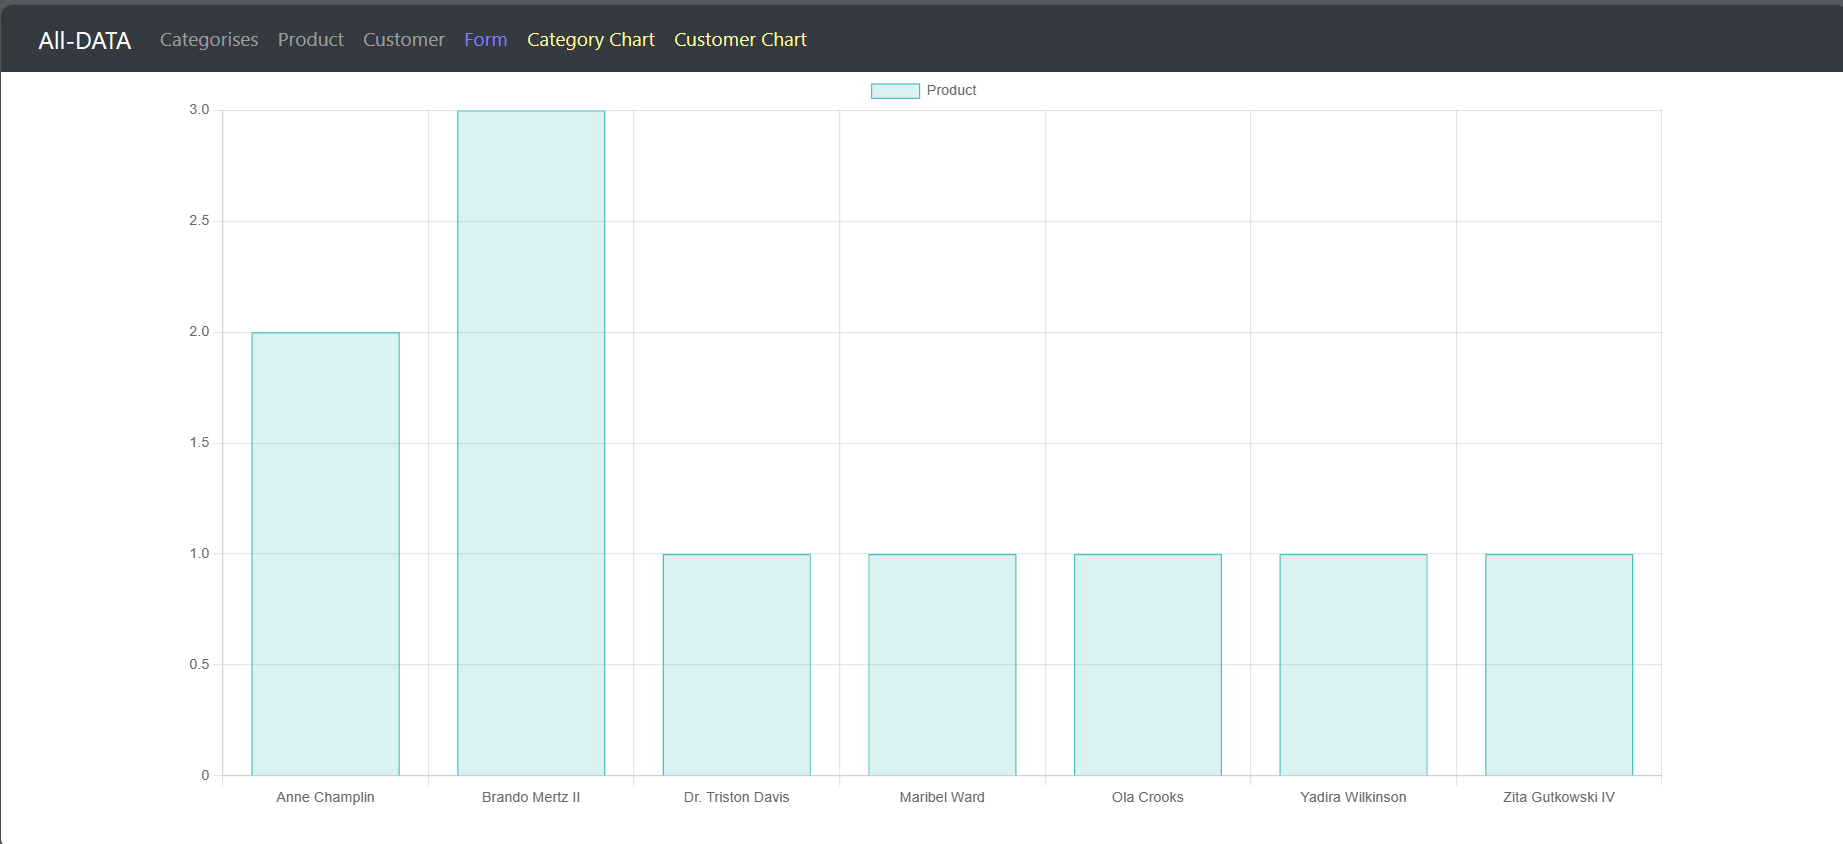 All-DATA Categorises Product Customer Form Category Chart Customer Chart
Product
3.0
2.5
2.0
1.5
1.0
0.5
0
Anne Champlin Brando Mertz II Dr. Triston Davis Maribel Ward Ola Crooks Yadira Wilkinson Zita Gutkowski IV